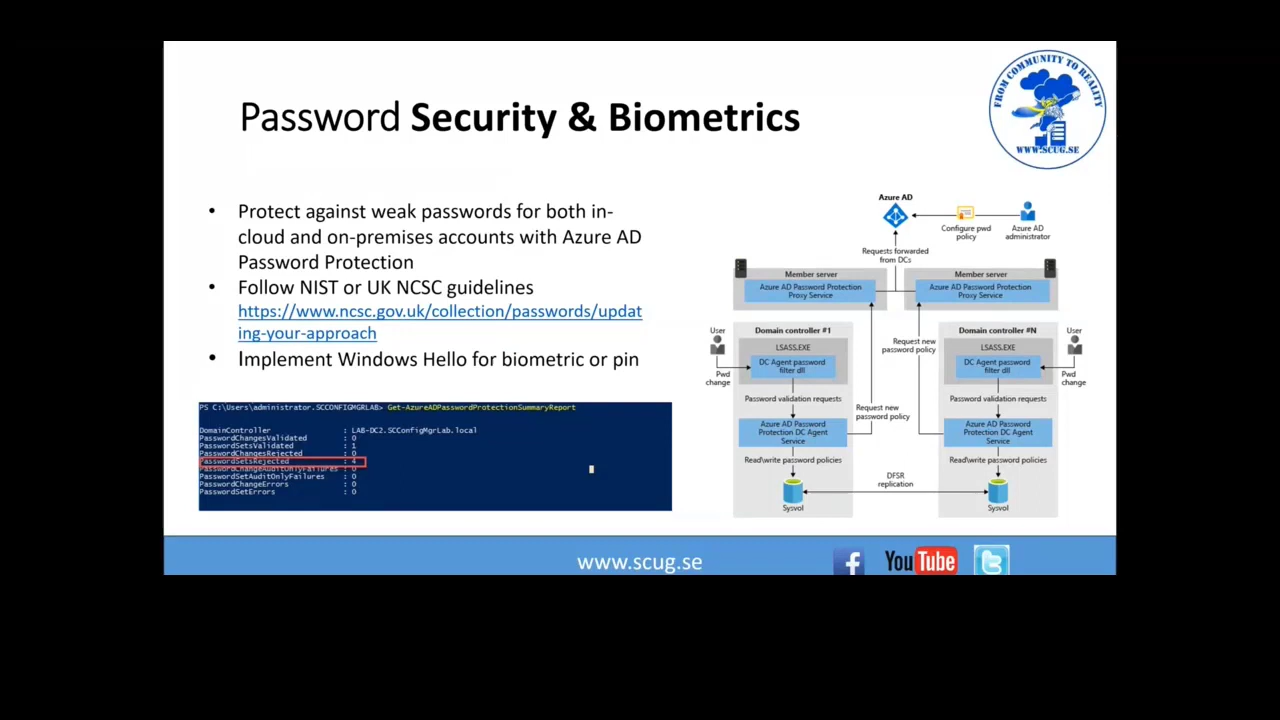 FROM COMMUNITY TO REALITY
WWW.SCUG.SE
Password Security & Biometrics
• Protect against weak passwords for both in-
cloud and on-premises accounts with Azure AD
Password Protection
• Follow NIST or UK NCSC guidelines
https://www.ncsc.gov.uk/collection/passwords/updat
ing-your-approach
• Implement Windows Hello for biometric or pin
PS C:\Users\administrator.SCCONFIGMGRLAB> Get-AzureADPasswordProtectionSummaryReport
DomainController : LAB-DC2.SCConfigMgrLab.local
PasswordChangesValidated : 0
PasswordSetsValidated : 1
PasswordChangesRejected : 0
PasswordSetsRejected : 4
PasswordChangeAuditOnlyFailures : 0
PasswordSetAuditOnlyFailures : 0
PasswordChangeErrors : 0
PasswordSetErrors : 0
Azure AD
Configure pwd
policy
Azure AD
administrator
Requests forwarded
from DCs
Member server
Azure AD Password Protection
Proxy Service
Member server
Azure AD Password Protection
Proxy Service
User
Domain controller #1
LSASS.EXE
DC Agent password
filter dll
Pwd
change
Password validation requests
Request new
password policy
Azure AD Password
Protection DC Agent
Service
Read/write password policies
Sysvol
DFSR
replication
Request new
password policy
Domain controller #N
User
LSASS.EXE
DC Agent password
filter dll
Pwd
change
Password validation requests
Azure AD Password
Protection DC Agent
Service
Read/write password policies
Sysvol
www.scug.se
f
YouTube